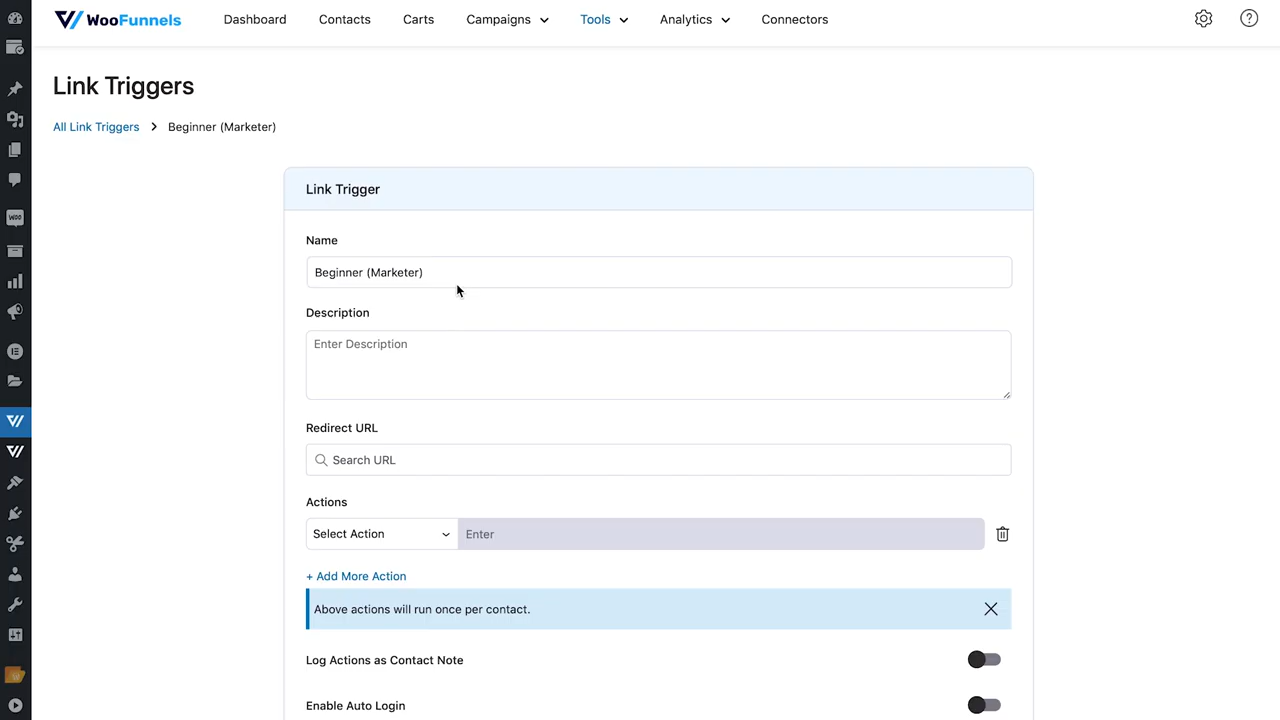 WooFunnels
Dashboard
Contacts
Carts
Campaigns
Tools
Analytics
Connectors
Link Triggers
All Link Triggers > Beginner (Marketer)
Link Trigger
Name
Beginner (Marketer)
Description
Enter Description
Redirect URL
Search URL
Actions
Select Action
Enter
+ Add More Action
Above actions will run once per contact.
Log Actions as Contact Note
Enable Auto Login